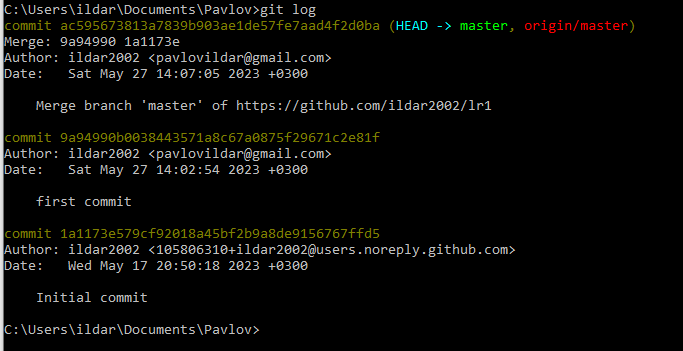 C:\Users\ildar\Documents\Pavlov>git log
commit ac595673813a7839b903ae1de57fe7aad4f2d0ba (HEAD -> master, origin/master)
Merge: 9a94990 1a1173e
Author: ildar2002 <pavlovildar@gmail.com>
Date:   Sat May 27 14:07:05 2023 +0300
    Merge branch 'master' of https://github.com/ildar2002/lr1
commit 9a94990b0038443571a8c67a0875f29671c2e81f
Author: ildar2002 <pavlovildar@gmail.com>
Date:   Sat May 27 14:02:54 2023 +0300
    first commit
commit 1a1173e579cf92018a45bf2b9a8de9156767ffd5
Author: ildar2002 <105806310+ildar2002@users.noreply.github.com>
Date:   Wed May 17 20:50:18 2023 +0300
    Initial commit
C:\Users\ildar\Documents\Pavlov>